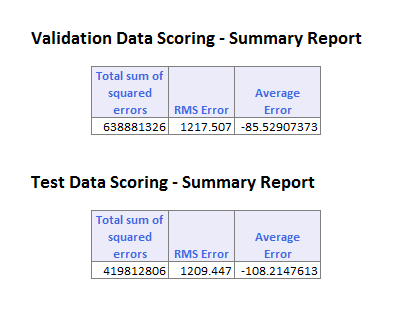 Validation Data Scoring - Summary Report
Total sum of
squared Average
errors RMS Error Error
638881326 1217.507 -85.52907373
Test Data Scoring - Summary Report
Total sum of
squared Average
errors RMS Error Error
419812806 1209.447 -108.2147613